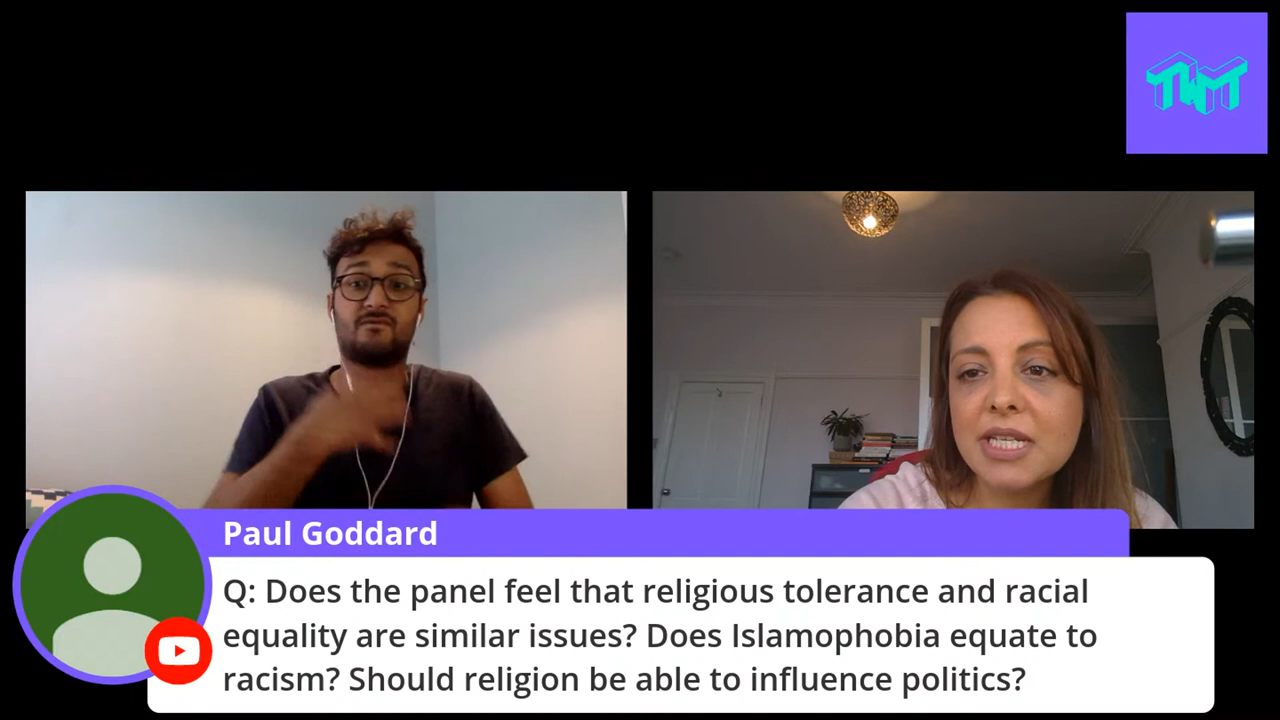 TWT
Paul Goddard
Q: Does the panel feel that religious tolerance and racial
equality are similar issues? Does Islamophobia equate to
racism? Should religion be able to influence politics?